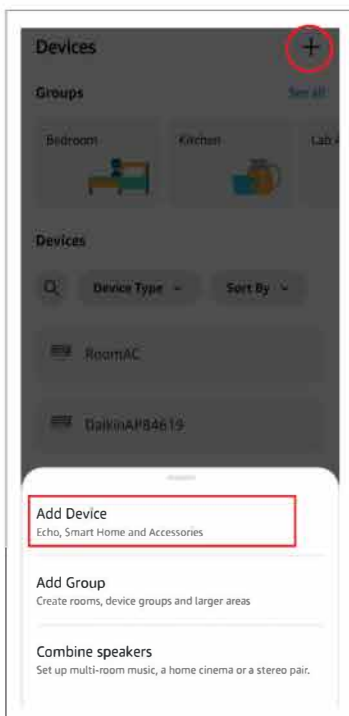 Devices
+
Groups
See all
Bedroom
Kitchen
Lab
Devices
Device Type
Sort By
RoomAC
DaikinAP84619
Add Device
Echo, Smart Home and Accessories
Add Group
Create rooms, device groups and larger areas
Combine speakers
Set up multi-room music, a home cinema or a stereo pair.